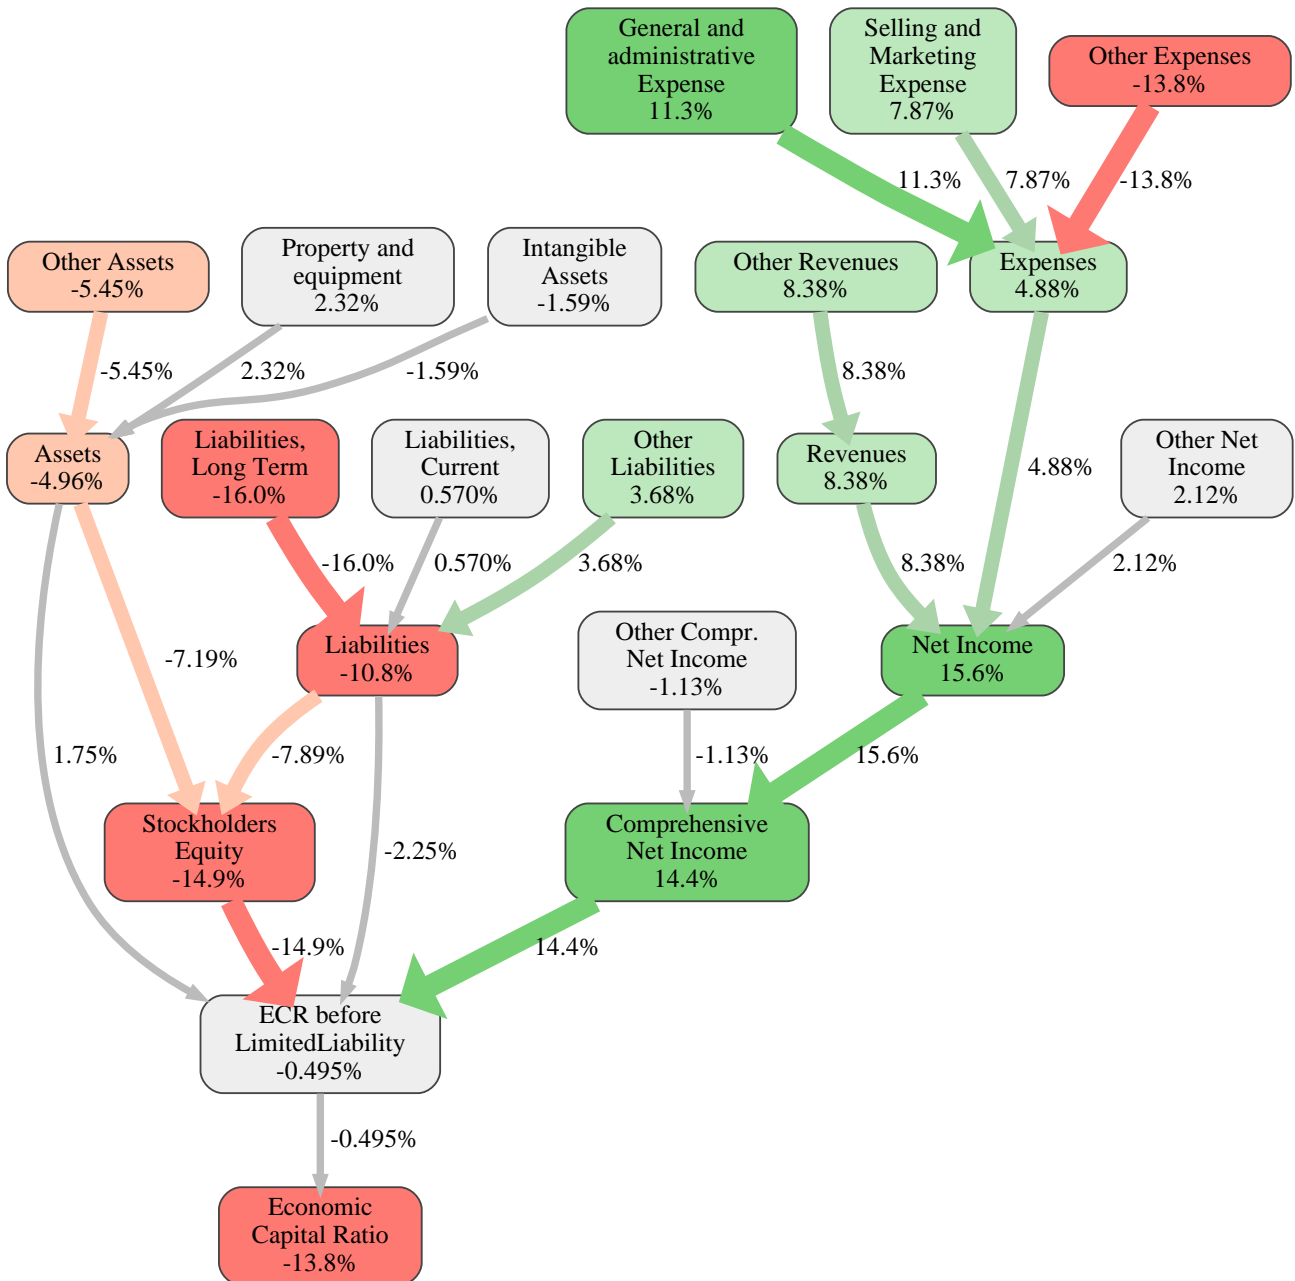 General and
administrative
Expense
11.3%
Selling and
Marketing
Expense
7.87%
Other Expenses
-13.8%
11.3%
7.87%
-13.8%
Other Assets
-5.45%
Property and
equipment
2.32%
Intangible
Assets
-1.59%
Other Revenues
8.38%
Expenses
4.88%
-5.45%
2.32%
-1.59%
8.38%
Assets
-4.96%
Liabilities,
Long Term
-16.0%
Liabilities,
Current
0.570%
Other
Liabilities
3.68%
Revenues
8.38%
4.88%
Other Net
Income
2.12%
-16.0%
0.570%
3.68%
8.38%
2.12%
-7.19%
Liabilities
-10.8%
Other Compr.
Net Income
-1.13%
Net Income
15.6%
1.75%
-7.89%
-1.13%
15.6%
Stockholders
Equity
-14.9%
-2.25%
Comprehensive
Net Income
14.4%
-14.9%
14.4%
ECR before
LimitedLiability
-0.495%
-0.495%
Economic
Capital Ratio
-13.8%